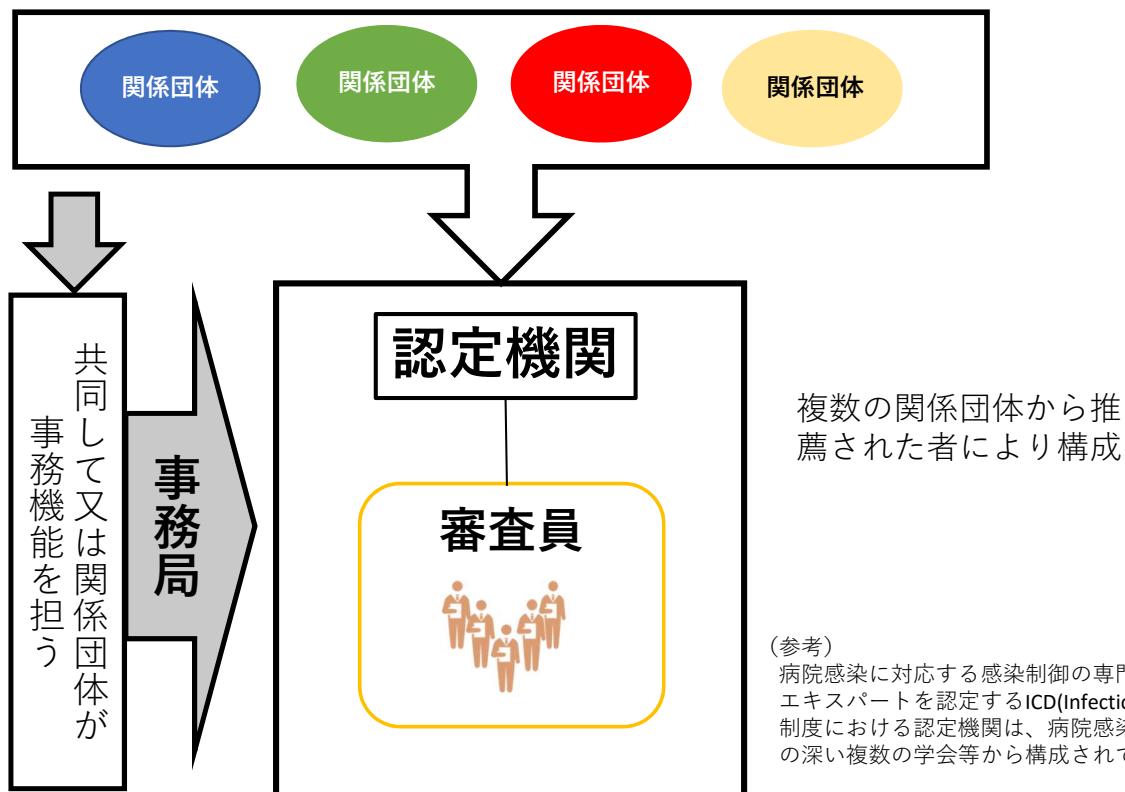 関係団体
関係団体
関係団体
関係団体
共同して又は関係団体が
事務機能を担う
事務局
認定機関
審査員
複数の関係団体から推
薦された者により構成
(参考)
病院感染に対応する感染制御の専門
エキスパートを認定するICD(Infectio
制度における認定機関は、病院感染
の深い複数の学会等から構成されて